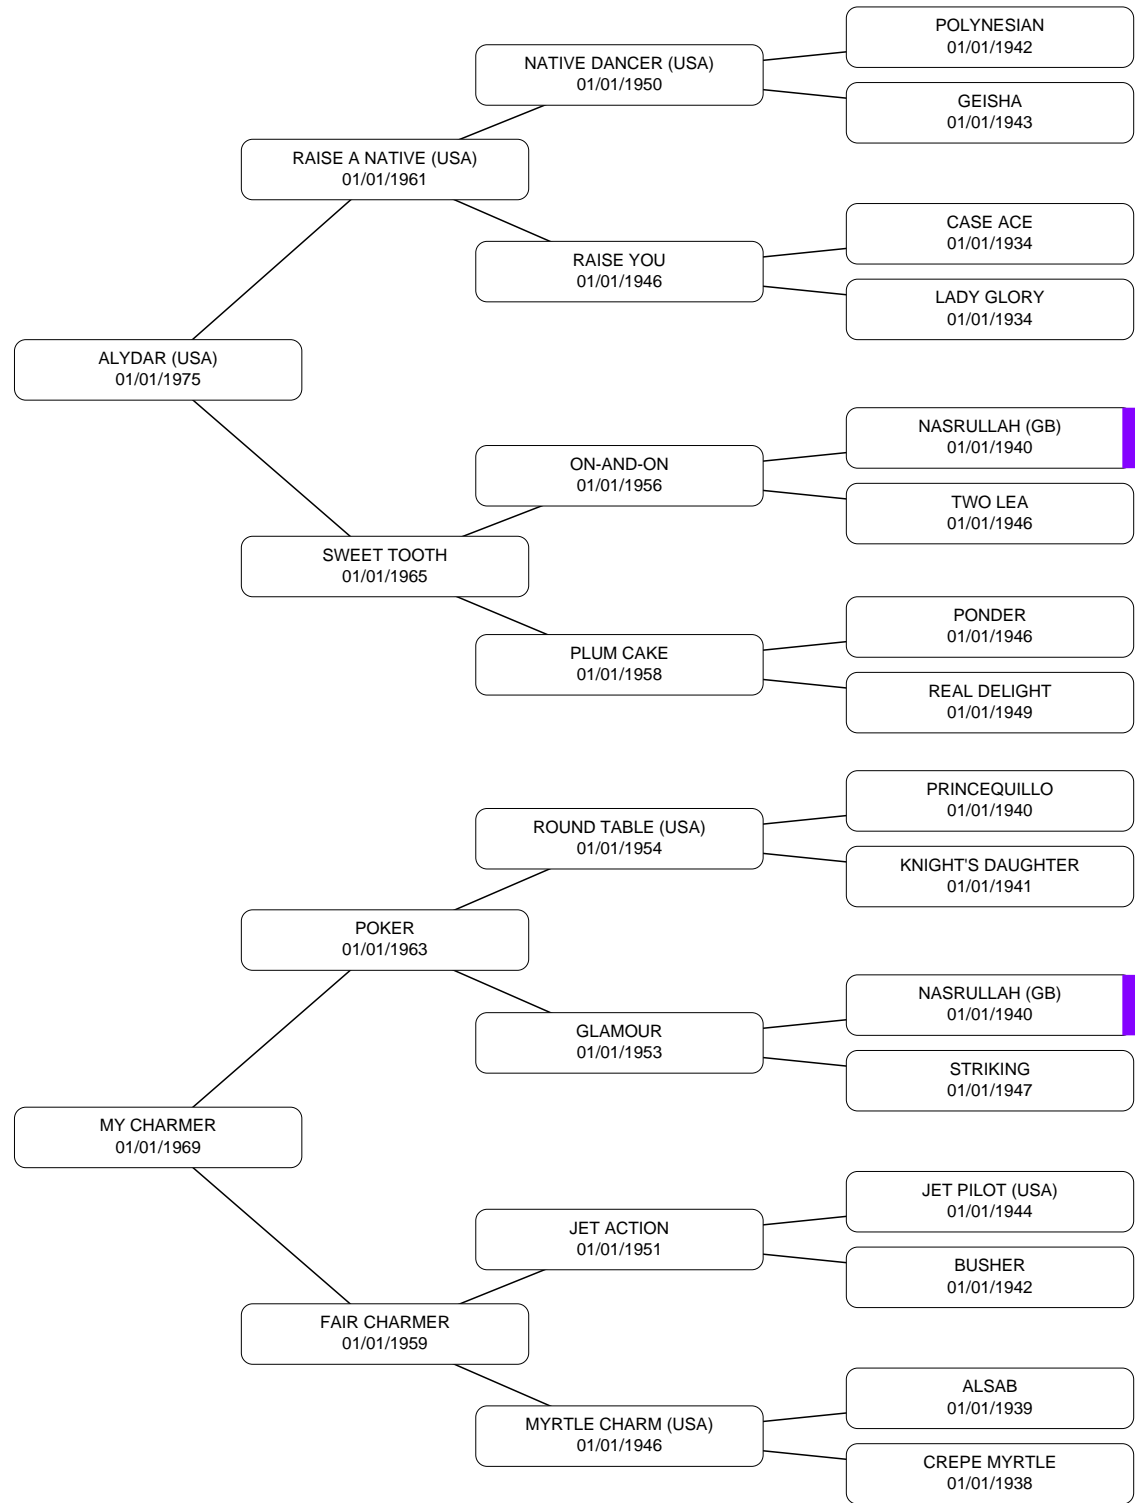 POLYNESIAN
01/01/1942
NATIVE DANCER (USA)
01/01/1950
GEISHA
01/01/1943
RAISE A NATIVE (USA)
01/01/1961
CASE ACE
01/01/1934
RAISE YOU
01/01/1946
LADY GLORY
01/01/1934
ALYDAR (USA)
01/01/1975
NASRULLAH (GB)
01/01/1940
ON-AND-ON
01/01/1956
TWO LEA
01/01/1946
SWEET TOOTH
01/01/1965
PONDER
01/01/1946
PLUM CAKE
01/01/1958
REAL DELIGHT
01/01/1949
PRINCEQUILLO
01/01/1940
ROUND TABLE (USA)
01/01/1954
KNIGHT'S DAUGHTER
01/01/1941
POKER
01/01/1963
NASRULLAH (GB)
01/01/1940
GLAMOUR
01/01/1953
STRIKING
01/01/1947
MY CHARMER
01/01/1969
JET PILOT (USA)
01/01/1944
JET ACTION
01/01/1951
BUSHER
01/01/1942
FAIR CHARMER
01/01/1959
ALSAB
01/01/1939
MYRTLE CHARM (USA)
01/01/1946
CREPE MYRTLE
01/01/1938